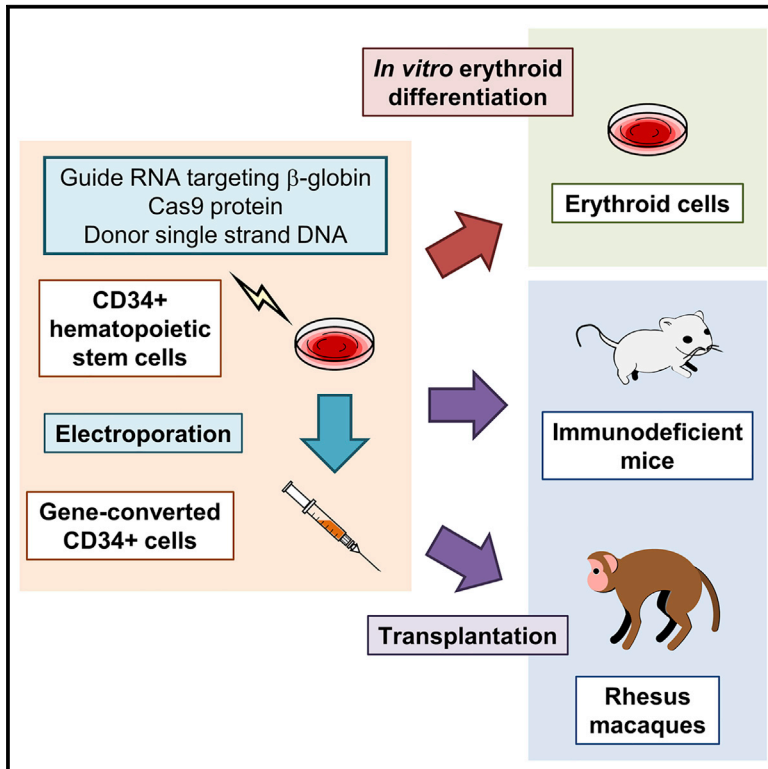 Guide RNA targeting β-globin
Cas9 protein
Donor single strand DNA
CD34+
hematopoietic
stem cells
Electroporation
Gene-converted
CD34+ cells
In vitro erythroid
differentiation
Erythroid cells
Immunodeficient
mice
Transplantation
Rhesus
macaques